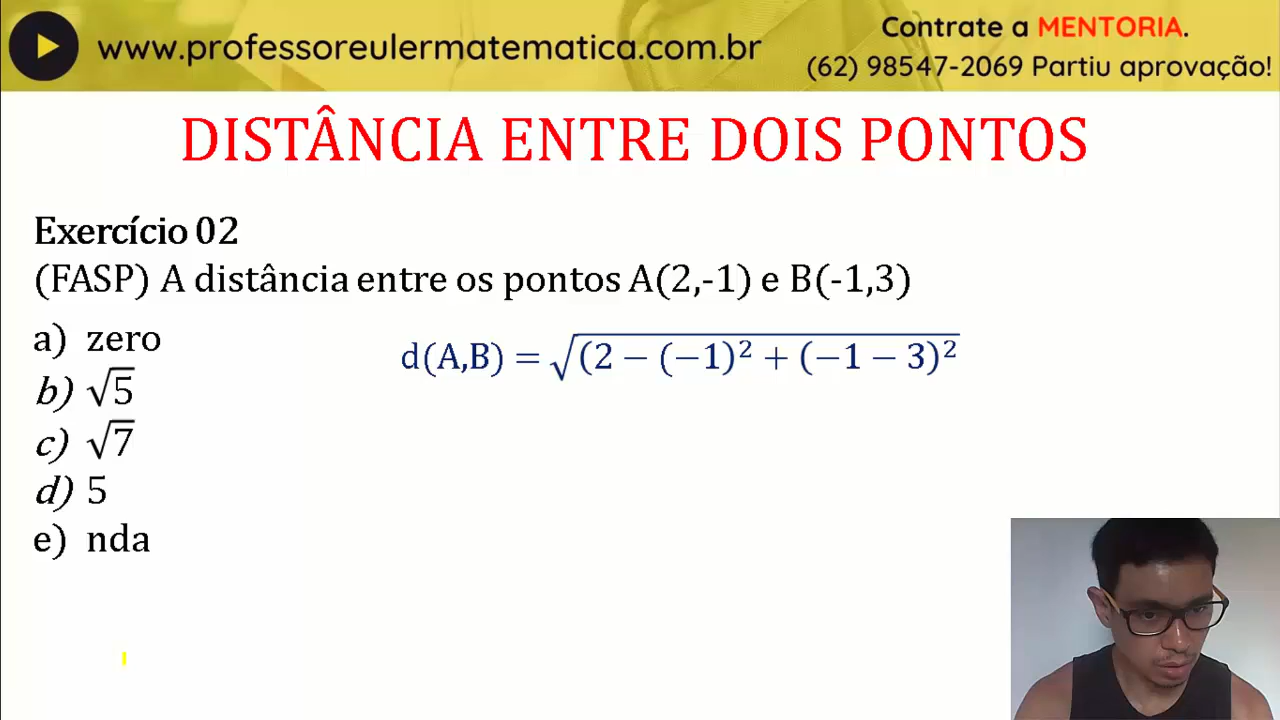 www.professoreulermatematica.com.br
Contrate a MENTORIA.
(62) 98547-2069 Partiu aprovação!
DISTÂNCIA ENTRE DOIS PONTOS
Exercício 02
(FASP) A distância entre os pontos A(2,-1) e B(-1,3)
a) zero
b) √5
c) √7
d) 5
e) nda
d(A,B) = √(2 − (−1)² + (−1 − 3)²